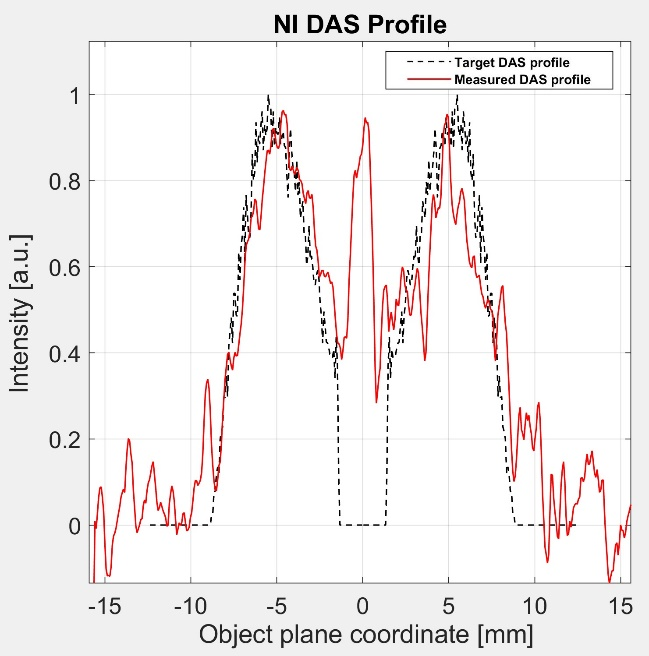 NI DAS Profile
Target DAS profile
Measured DAS profile
1
0.8
0.6
0.4
0.2
0
Intensity [a.u.]
-15 -10 -5 0 5 10 15
Object plane coordinate [mm]